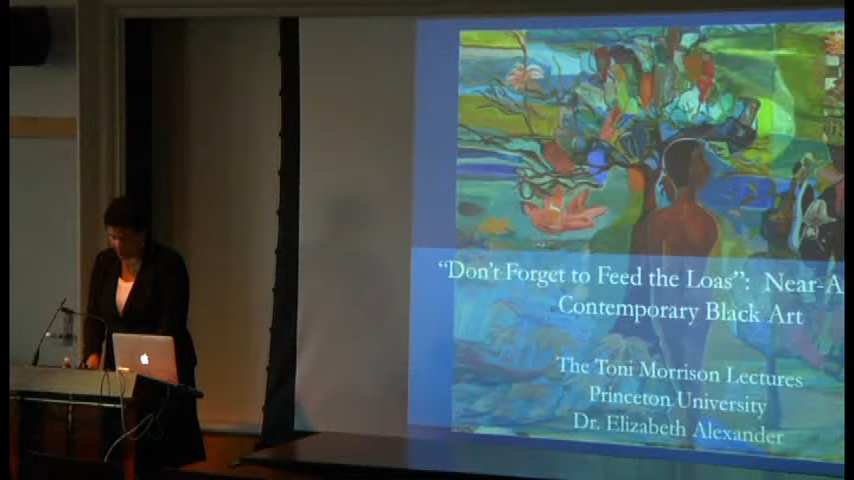 “Don’t Forget to Feed the Loas”: Near-A
Contemporary Black Art
The Toni Morrison Lectures
Princeton University
Dr. Elizabeth Alexander